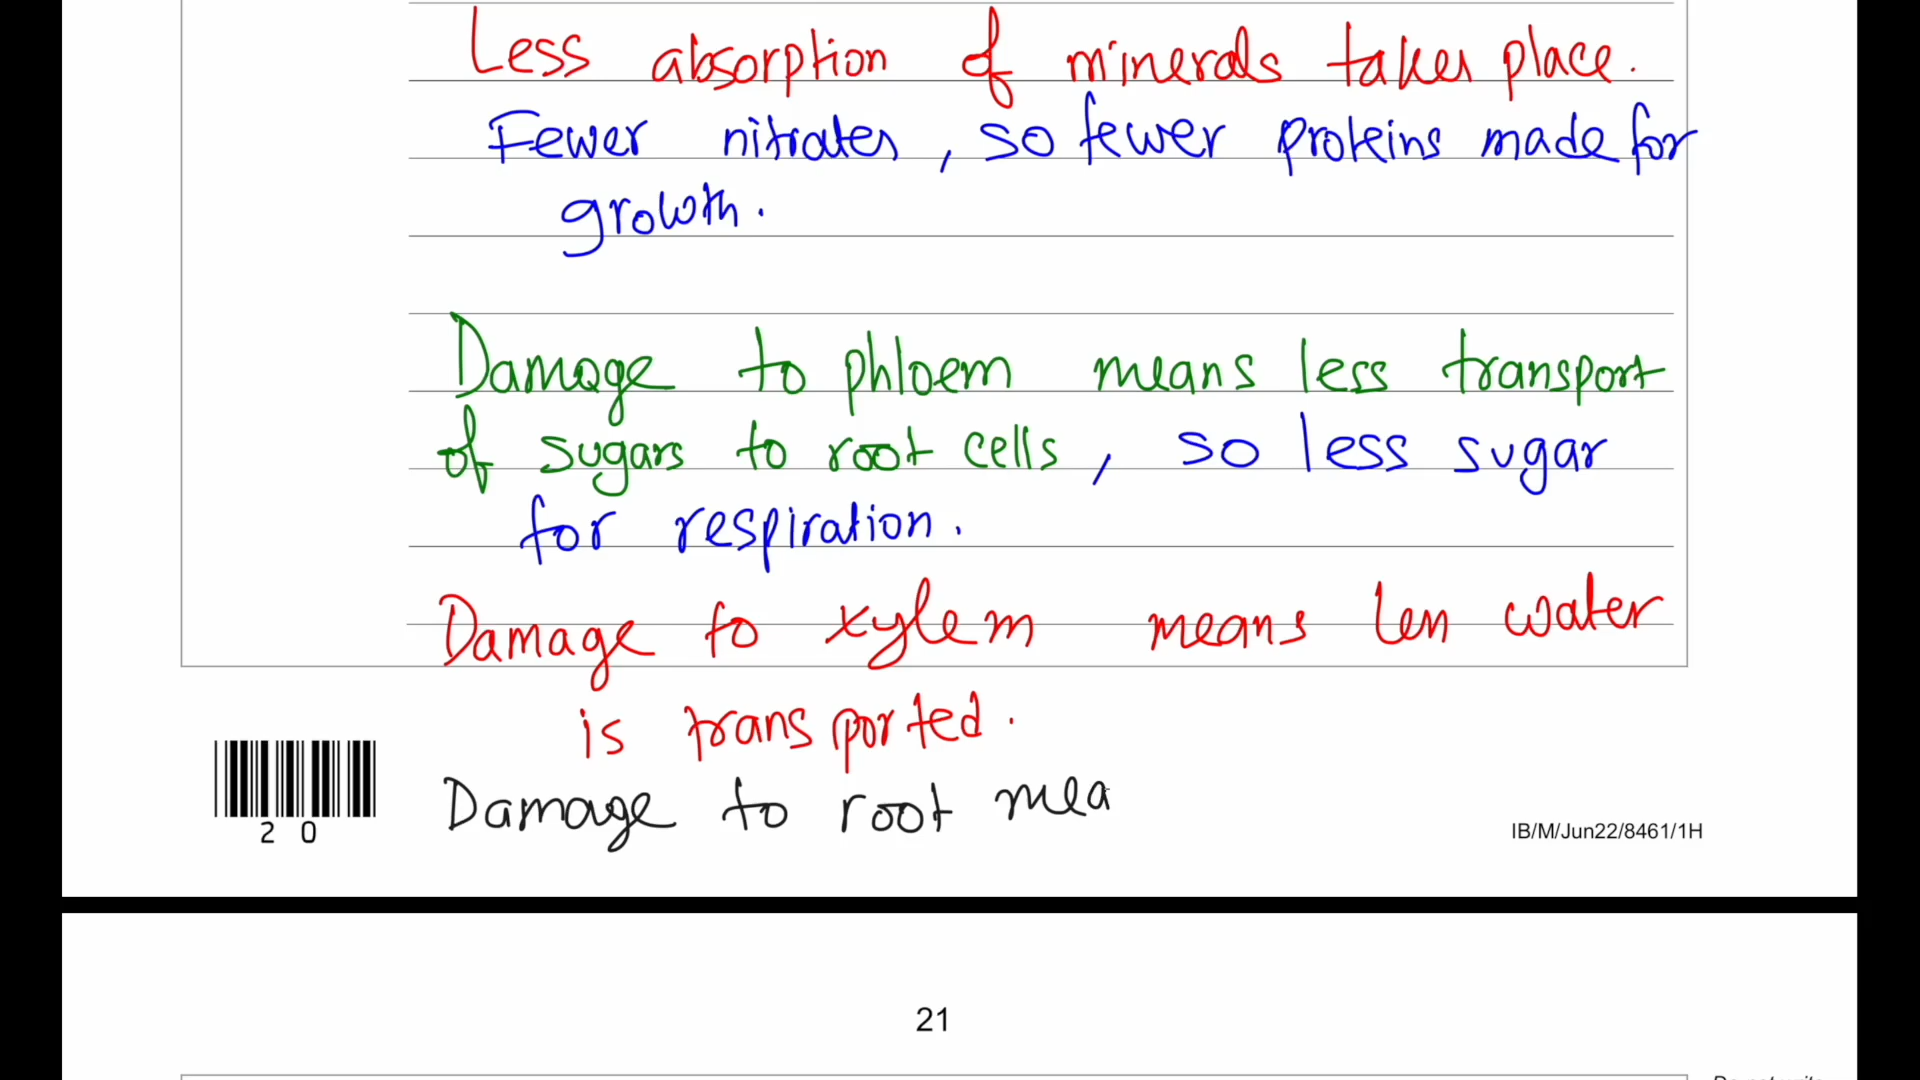 Less absorption of minerals takes place.
Fewer nitrates, so fewer proteins made for
growth.
Damage to phloem means less transport
of sugars to root cells, so less sugar
for respiration.
Damage to xylem means less water
is transported.
Damage to root mea
2 0
IB/M/Jun22/8461/1H
21